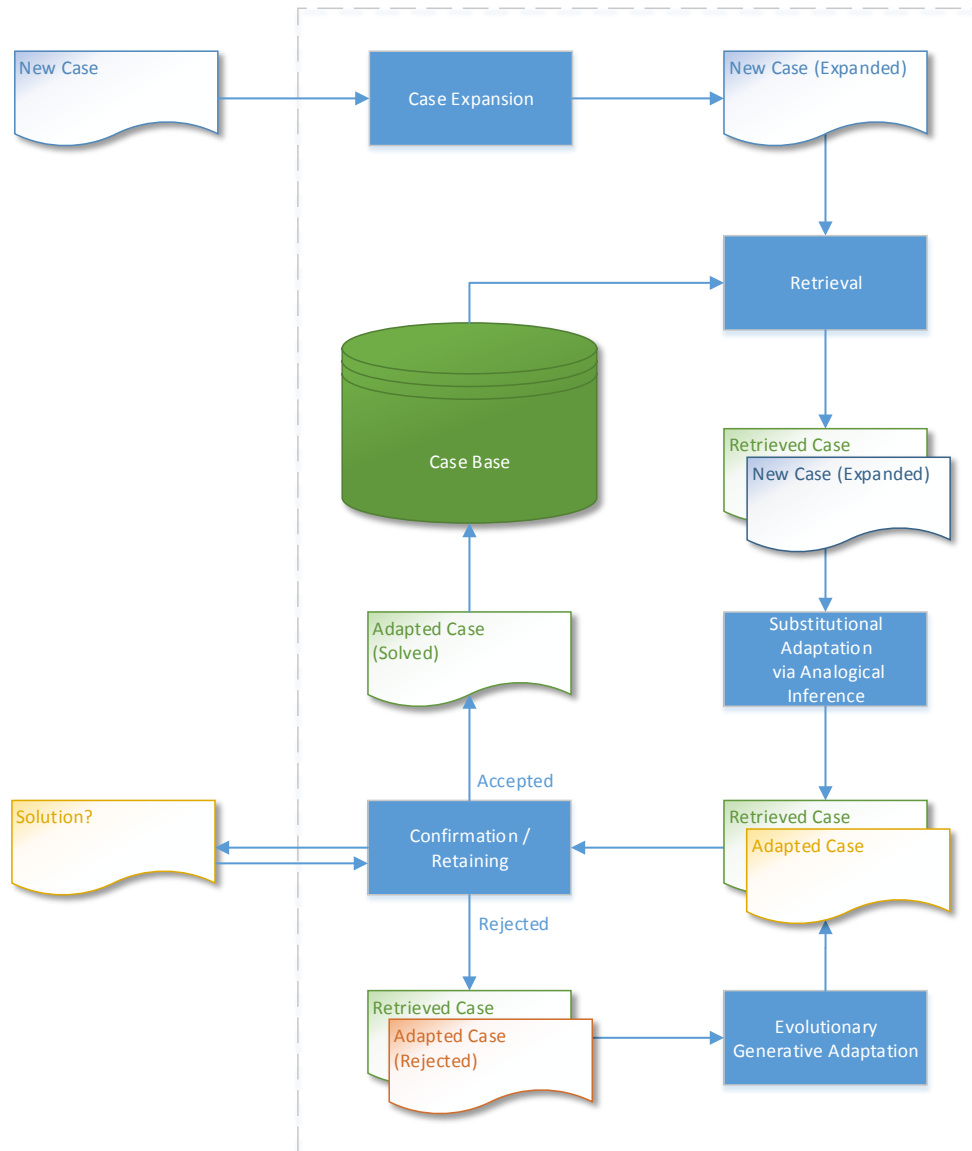 New Case
Case Expansion
New Case (Expanded)
Retrieval
Case Base
Retrieved Case
New Case (Expanded)
Adapted Case
(Solved)
Substitutional
Adaptation
via Analogical
Inference
Accepted
Solution?
Confirmation /
Retaining
Retrieved Case
Adapted Case
Rejected
Retrieved Case
Adapted Case
(Rejected)
Evolutionary
Generative Adaptation